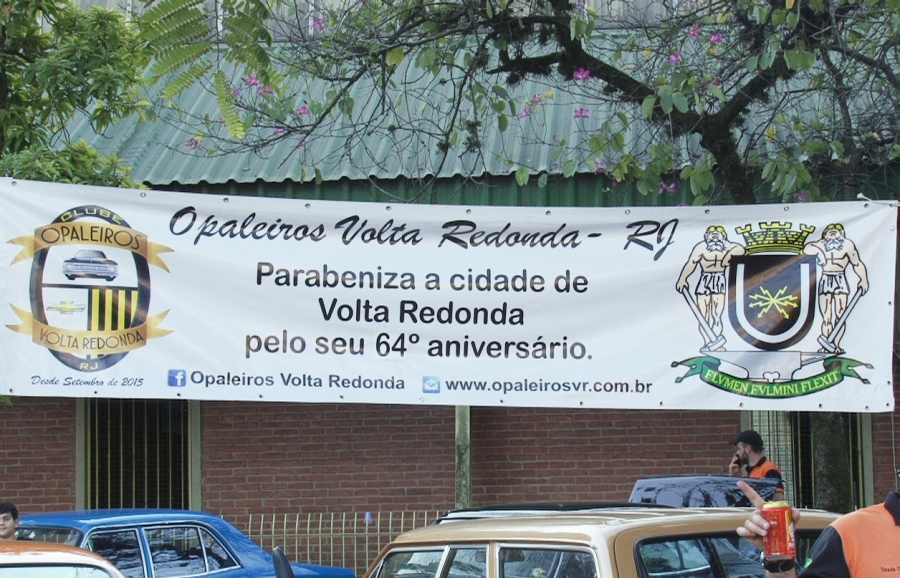 Opaleiros Volta Redonda - RJ
Parabeniza a cidade de
Volta Redonda
pelo seu 64º aniversário.
Opaleiros Volta Redonda www.opaleirosvr.com.br
CLUBE
OPALEIROS
VOLTA REDONDA
RJ
Desde Setembro de 2015
FLVMEN FVLMINI FLEXIT